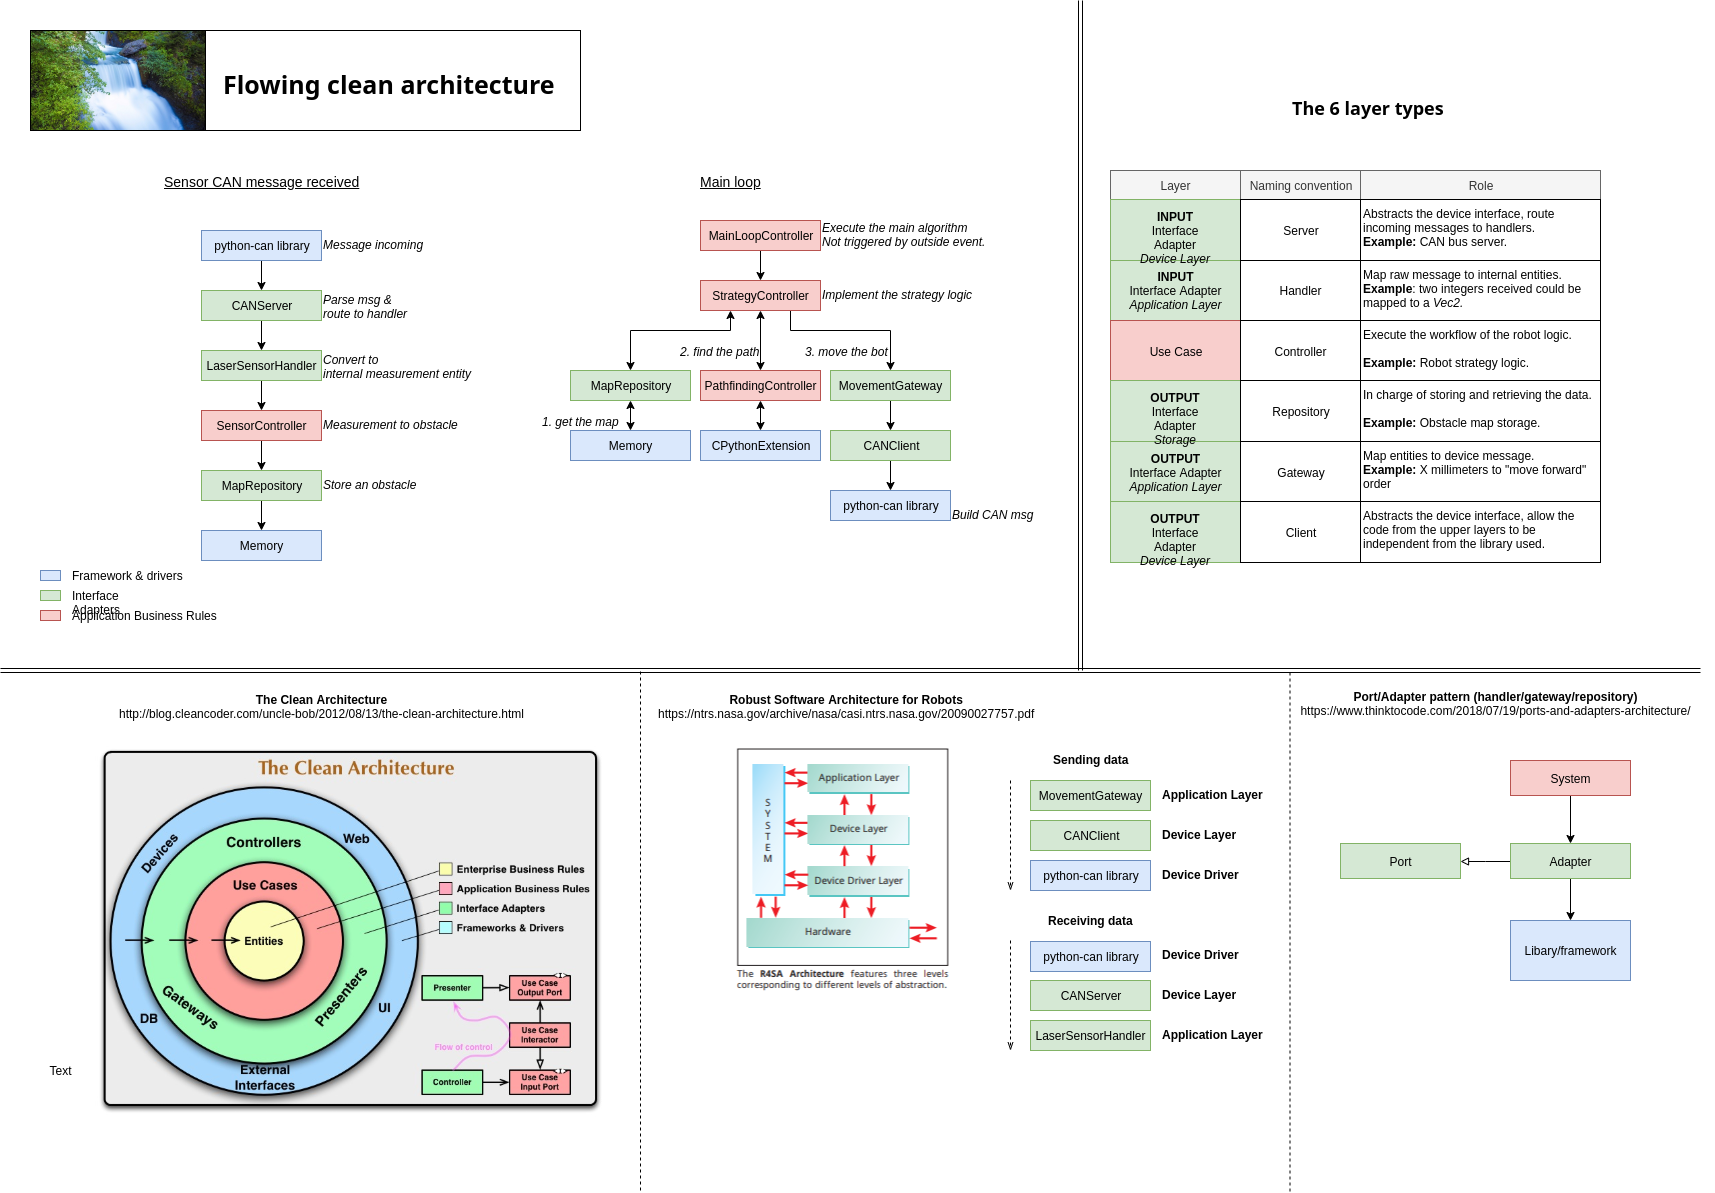 Flowing clean architecture
Sensor CAN message received
python-can library
Message incoming
CANServer
Parse msg &
route to handler
LaserSensorHandler
Convert to
internal measurement entity
SensorController
Measurement to obstacle
MapRepository
Store an obstacle
Memory
Framework & drivers
Interface
Adapters
Application Business Rules
Main loop
MainLoopController
Execute the main algorithm
Not triggered by outside event.
StrategyController
Implement the strategy logic
2. find the path
3. move the bot
MapRepository
PathfindingController
MovementGateway
1. get the map
Memory
CPythonExtension
CANClient
python-can library
Build CAN msg
The 6 layer types
Layer
Naming convention
Role
INPUT
Interface
Adapter
Device Layer
Server
Abstracts the device interface, route
incoming messages to handlers.
Example: CAN bus server.
INPUT
Interface Adapter
Application Layer
Handler
Map raw message to internal entities.
Example: two integers received could be
mapped to a Vec2.
Use Case
Controller
Execute the workflow of the robot logic.
Example: Robot strategy logic.
OUTPUT
Interface
Adapter
Storage
Repository
In charge of storing and retrieving the data.
Example: Obstacle map storage.
OUTPUT
Interface Adapter
Application Layer
Gateway
Map entities to device message.
Example: X millimeters to "move forward"
order
OUTPUT
Interface
Adapter
Device Layer
Client
Abstracts the device interface, allow the
code from the upper layers to be
independent from the library used.
The Clean Architecture
http://blog.cleancoder.com/uncle-bob/2012/08/13/the-clean-architecture.html
The Clean Architecture
Devices
Web
Controllers
Use Cases
Entities
Gateways
Presenters
DB
UI
External
Interfaces
Enterprise Business Rules
Application Business Rules
Interface Adapters
Frameworks & Drivers
Presenter
Use Case
Output Port
Use Case
Interactor
Flow of control
Controller
Use Case
Input Port
<I>
<I>
Text
Robust Software Architecture for Robots
https://ntrs.nasa.gov/archive/nasa/casi.ntrs.nasa.gov/20090027757.pdf
SYSTEM
Application Layer
Device Layer
Device Driver Layer
Hardware
The R4SA Architecture features three levels
corresponding to different levels of abstraction.
Sending data
MovementGateway
Application Layer
CANClient
Device Layer
python-can library
Device Driver
Receiving data
python-can library
Device Driver
CANServer
Device Layer
LaserSensorHandler
Application Layer
Port/Adapter pattern (handler/gateway/repository)
https://www.thinktocode.com/2018/07/19/ports-and-adapters-architecture/
System
Port
Adapter
Libary/framework